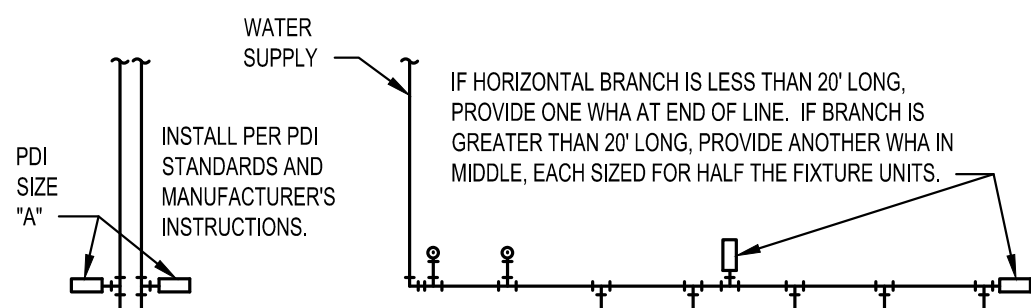 WATER
SUPPLY
IF HORIZONTAL BRANCH IS LESS THAN 20' LONG,
PROVIDE ONE WHA AT END OF LINE. IF BRANCH IS
GREATER THAN 20' LONG, PROVIDE ANOTHER WHA IN
MIDDLE, EACH SIZED FOR HALF THE FIXTURE UNITS.
PDI
SIZE
"A"
INSTALL PER PDI
STANDARDS AND
MANUFACTURER'S
INSTRUCTIONS.